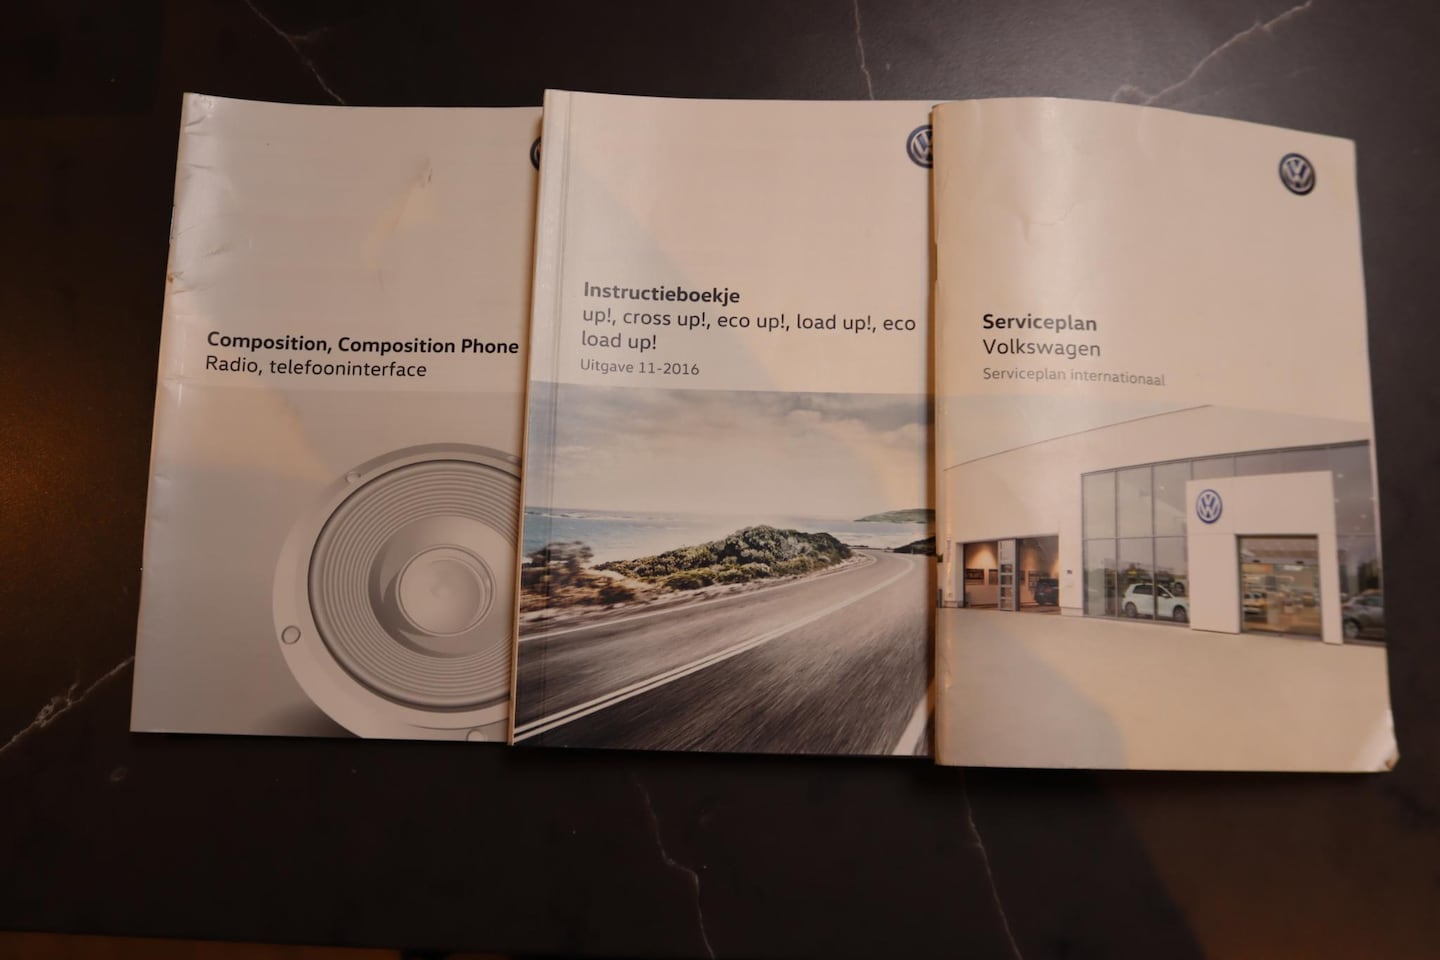 Composition, Composition Phone
Radio, telefooninterface
Instructieboekje
up!, cross up!, eco up!, load up!, eco
load up!
Uitgave 11-2016
Serviceplan
Volkswagen
Serviceplan internationaal